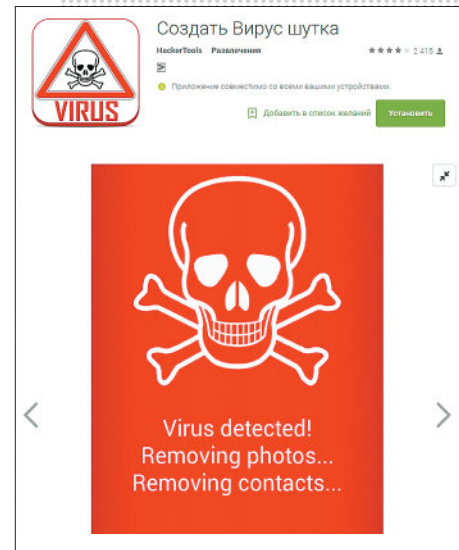 Создать Вирус шутка
HackerTools Развлечения
2 415
Приложение совместимо со всеми вашими устройствами.
Добавить в список желаний
Установить
VIRUS
Virus detected!
Removing photos...
Removing contacts...